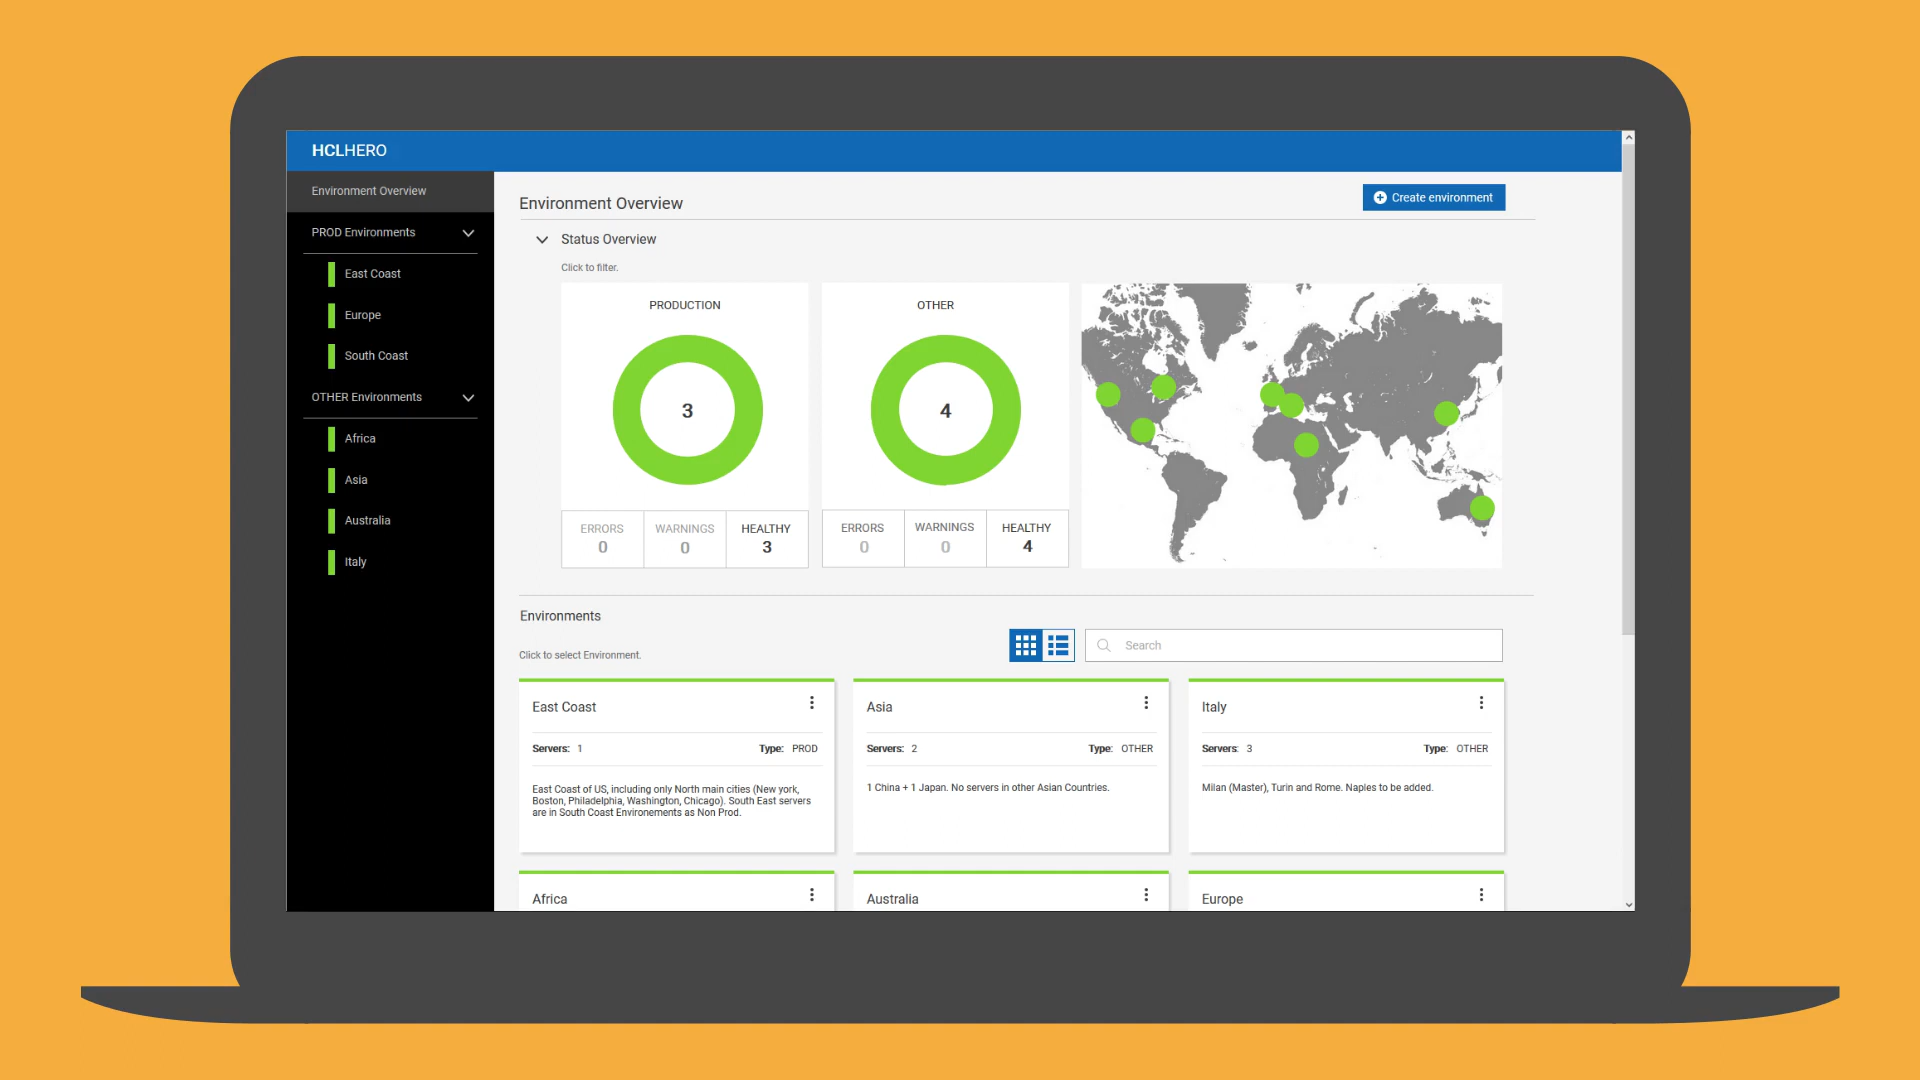 HCLHERO
Environment Overview
PROD Environments
East Coast
Europe
South Coast
OTHER Environments
Africa
Asia
Australia
Italy
Environment Overview
Create environment
Status Overview
Click to filter.
PRODUCTION
3
ERRORS
0
WARNINGS
0
HEALTHY
3
OTHER
4
ERRORS
0
WARNINGS
0
HEALTHY
4
Environments
Click to select Environment.
Search
East Coast
Servers: 1 Type: PROD
East Coast of US, including only North main cities (New york,
Boston, Philadelphia, Washington, Chicago). South East servers
are in South Coast Environements as Non Prod.
Asia
Servers: 2 Type: OTHER
1 China + 1 Japan. No servers in other Asian Countries.
Italy
Servers: 3 Type: OTHER
Milan (Master), Turin and Rome. Naples to be added.
Africa
Australia
Europe